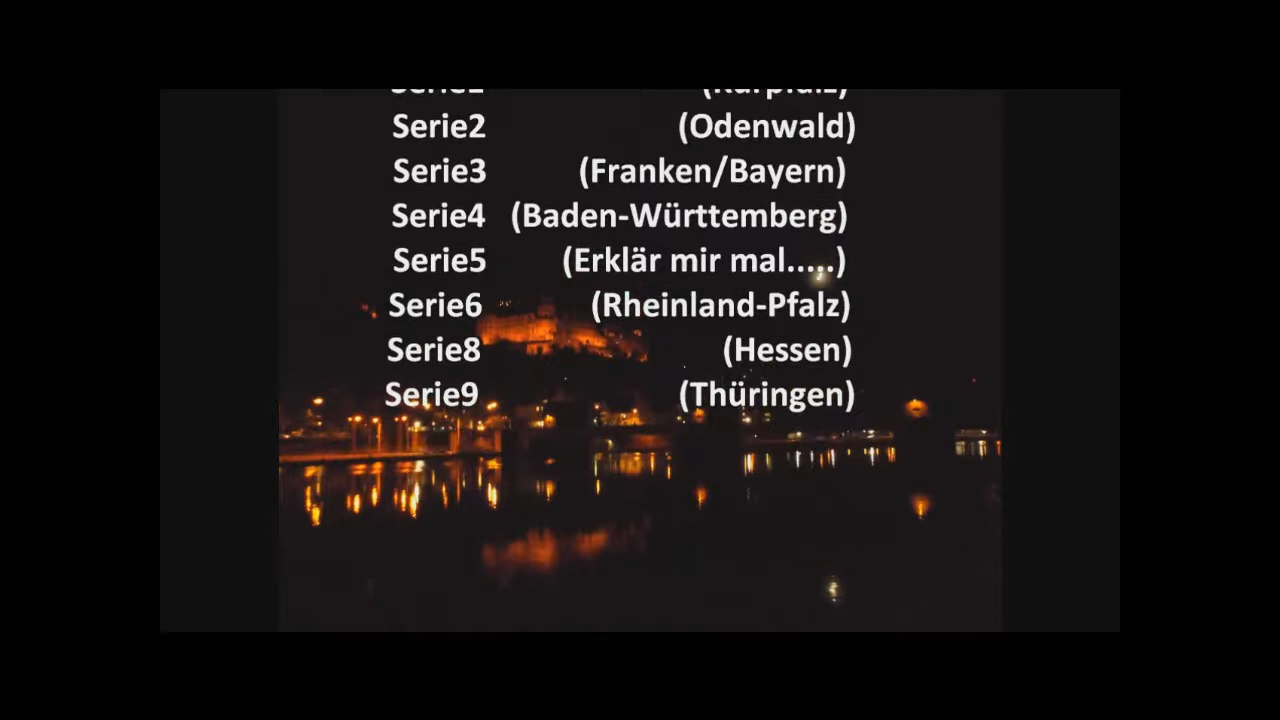 Serie2 (Odenwald)
Serie3 (Franken/Bayern)
Serie4 (Baden-Württemberg)
Serie5 (Erklär mir mal.....)
Serie6 (Rheinland-Pfalz)
Serie8 (Hessen)
Serie9 (Thüringen)